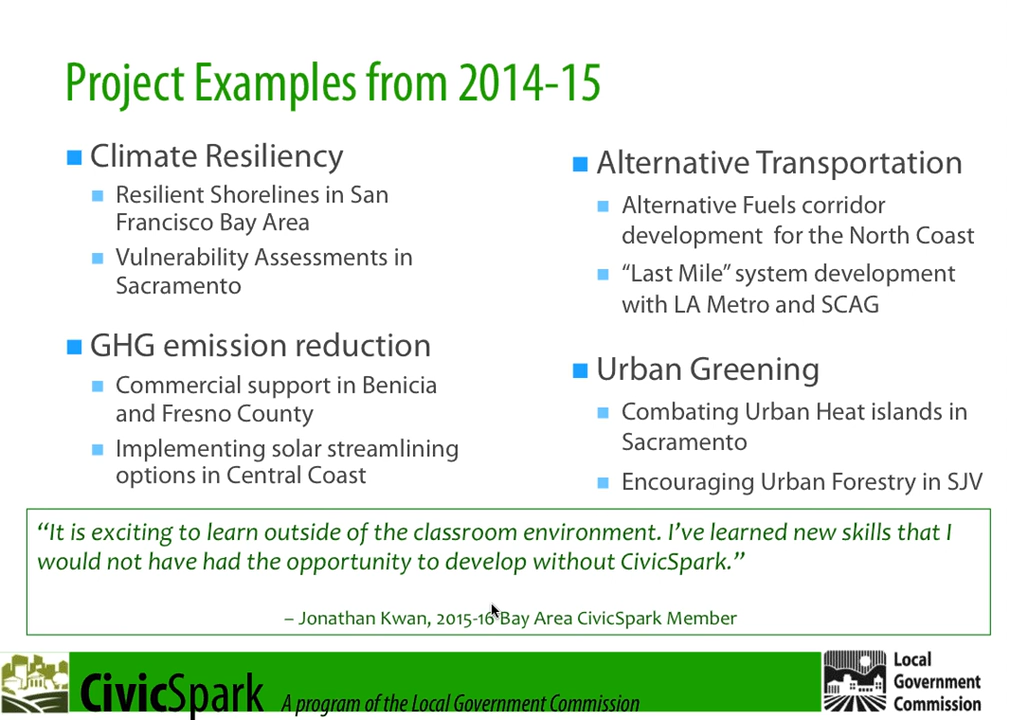 Project Examples from 2014-15
Climate Resiliency
Resilient Shorelines in San
Francisco Bay Area
Vulnerability Assessments in
Sacramento
GHG emission reduction
Commercial support in Benicia
and Fresno County
Implementing solar streamlining
options in Central Coast
Alternative Transportation
Alternative Fuels corridor
development for the North Coast
“Last Mile” system development
with LA Metro and SCAG
Urban Greening
Combating Urban Heat islands in
Sacramento
Encouraging Urban Forestry in SJV
“It is exciting to learn outside of the classroom environment. I’ve learned new skills that I
would not have had the opportunity to develop without CivicSpark.”
– Jonathan Kwan, 2015-16 Bay Area CivicSpark Member
CivicSpark A program of the Local Government Commission
Local
Government
Commission